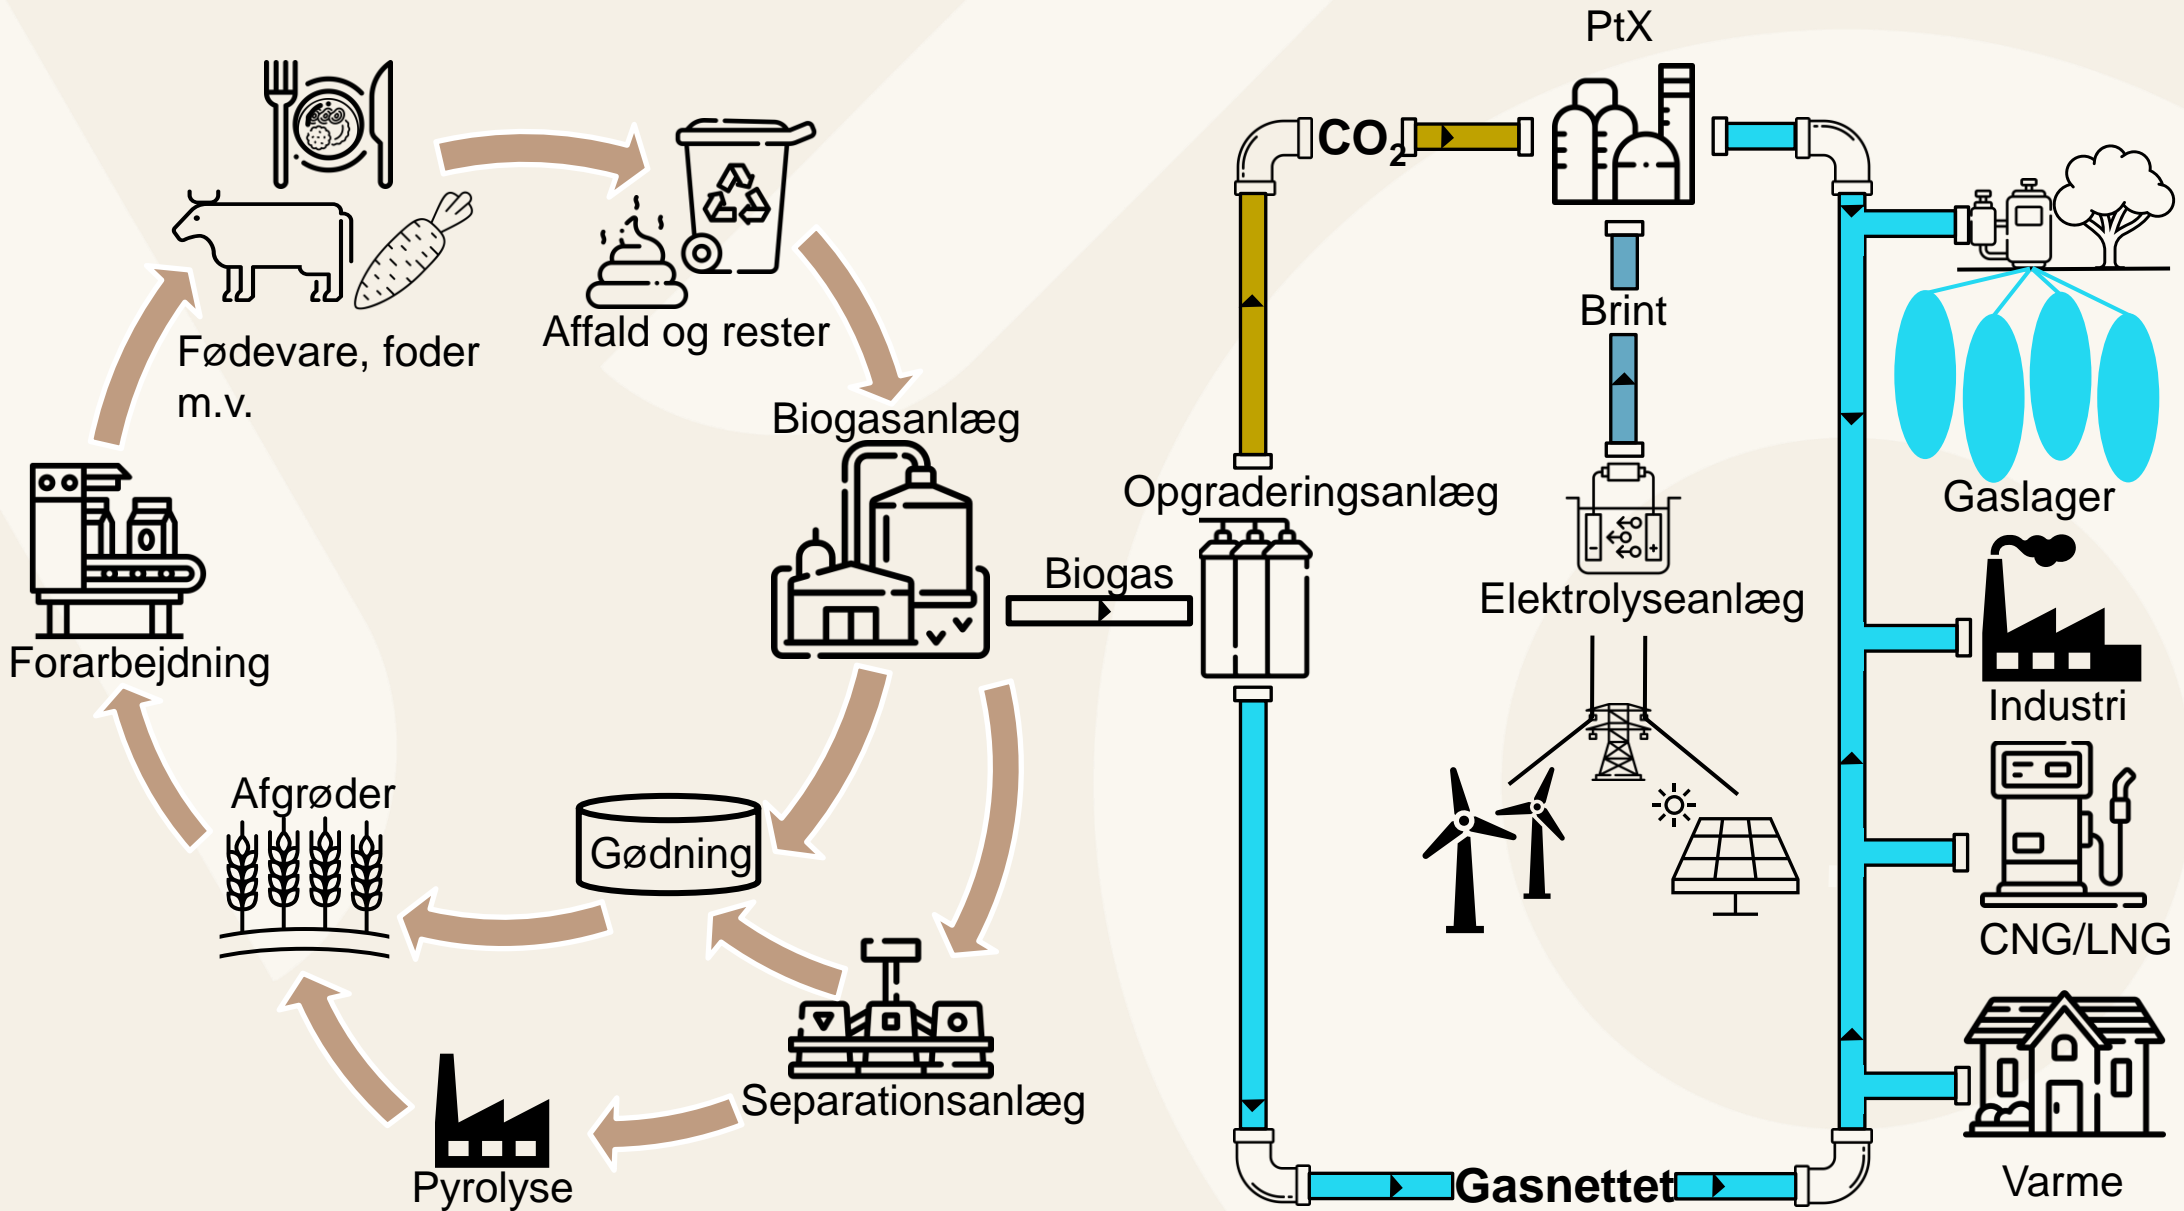 PtX
CO₂
Fødevare, foder
m.v.
Affald og rester
Brint
Biogasanlæg
Opgraderingsanlæg
Gaslager
Biogas
Elektrolyseanlæg
Forarbejdning
Industri
Afgrøder
Gødning
CNG/LNG
Separationsanlæg
Pyrolyse
Gasnettet
Varme